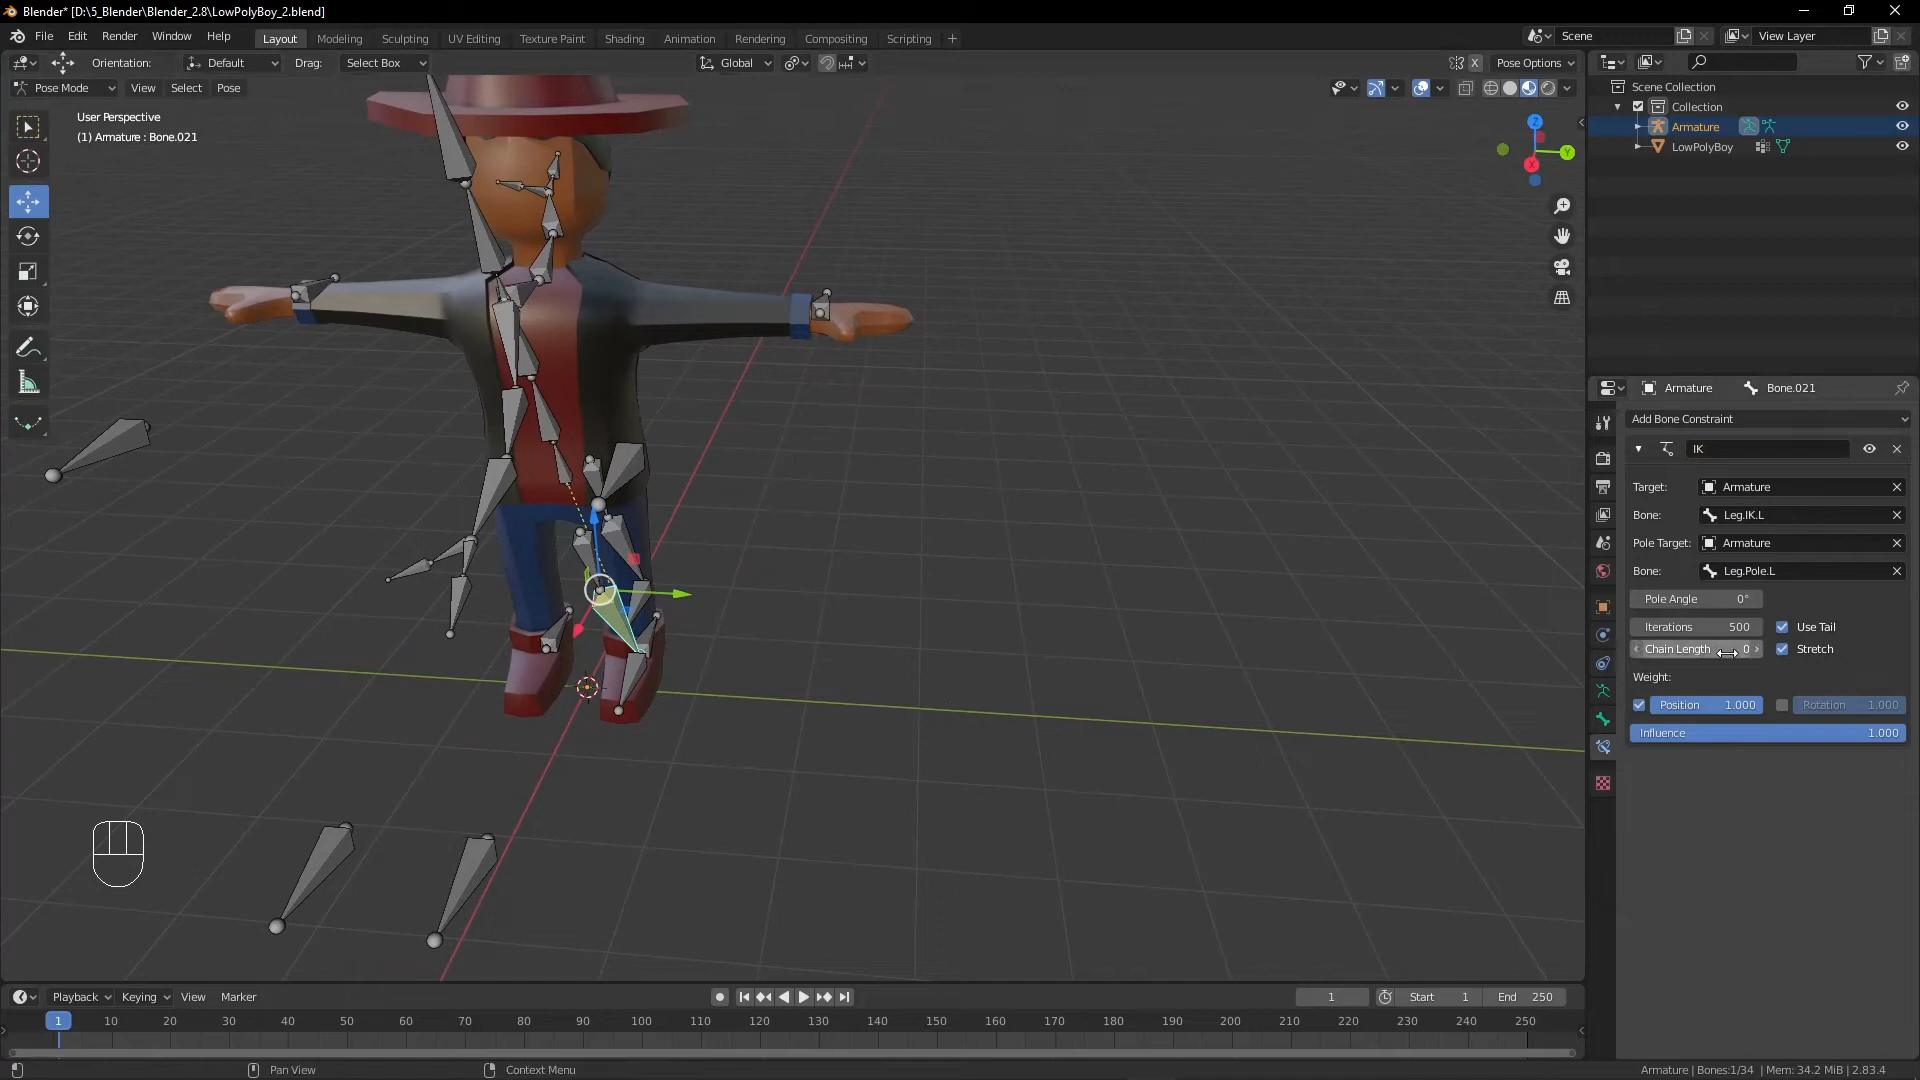 Blender* [D:\5_Blender\Blender_2.8\LowPolyBoy_2.blend]
File Edit Render Window Help Layout Modeling Sculpting UV Editing Texture Paint Shading Animation Rendering Compositing Scripting + Scene View Layer
Orientation: Default Drag: Select Box Global X Pose Options
Pose Mode View Select Pose
User Perspective
(1) Armature : Bone.021
Z
Y
X
Scene Collection
Collection
Armature
LowPolyBoy
Armature Bone.021
Add Bone Constraint
IK
Target: Armature
Bone: Leg.IK.L
Pole Target: Armature
Bone: Leg.Pole.L
Pole Angle 0°
Iterations 500 Use Tail
Chain Length 0 Stretch
Weight:
Position 1.000 Rotation 1.000
Influence 1.000
Playback Keying View Marker 1 Start 1 End 250
1 10 20 30 40 50 60 70 80 90 100 110 120 130 140 150 160 170 180 190 200 210 220 230 240 250
Pan View Context Menu Armature | Bones:1/34 | Mem: 34.2 MiB | 2.83.4